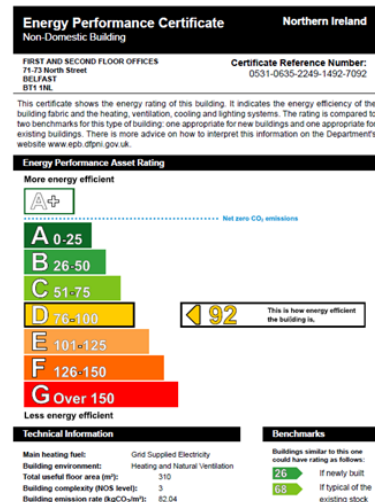 Energy Performance Certificate
Northern Ireland
Non-Domestic Building
FIRST AND SECOND FLOOR OFFICES
71-73 North Street
BELFAST
BT1 1NL
Certificate Reference Number:
0531-0635-2249-1492-7092
This certificate shows the energy rating of this building. It indicates the energy efficiency of the
building fabric and the heating, ventilation, cooling and lighting systems. The rating is compared to
two benchmarks for this type of building: one appropriate for new buildings and one appropriate for
existing buildings. There is more advice on how to interpret this information on the Department's
website www.epb.dfpni.gov.uk.
Energy Performance Asset Rating
More energy efficient
A+
Net zero CO₂ emissions
A 0-25
B 26-50
C 51-75
D 76-100
92
This is how energy efficient
the building is.
E 101-125
F 126-150
G Over 150
Less energy efficient
Technical Information
Main heating fuel: Grid Supplied Electricity
Building environment: Heating and Natural Ventilation
Total useful floor area (m²): 310
Building complexity (NOS level): 3
Building emission rate (kgCO₂/m²): 82.04
Benchmarks
Buildings similar to this one
could have rating as follows:
26 If newly built
68 If typical of the
existing stock